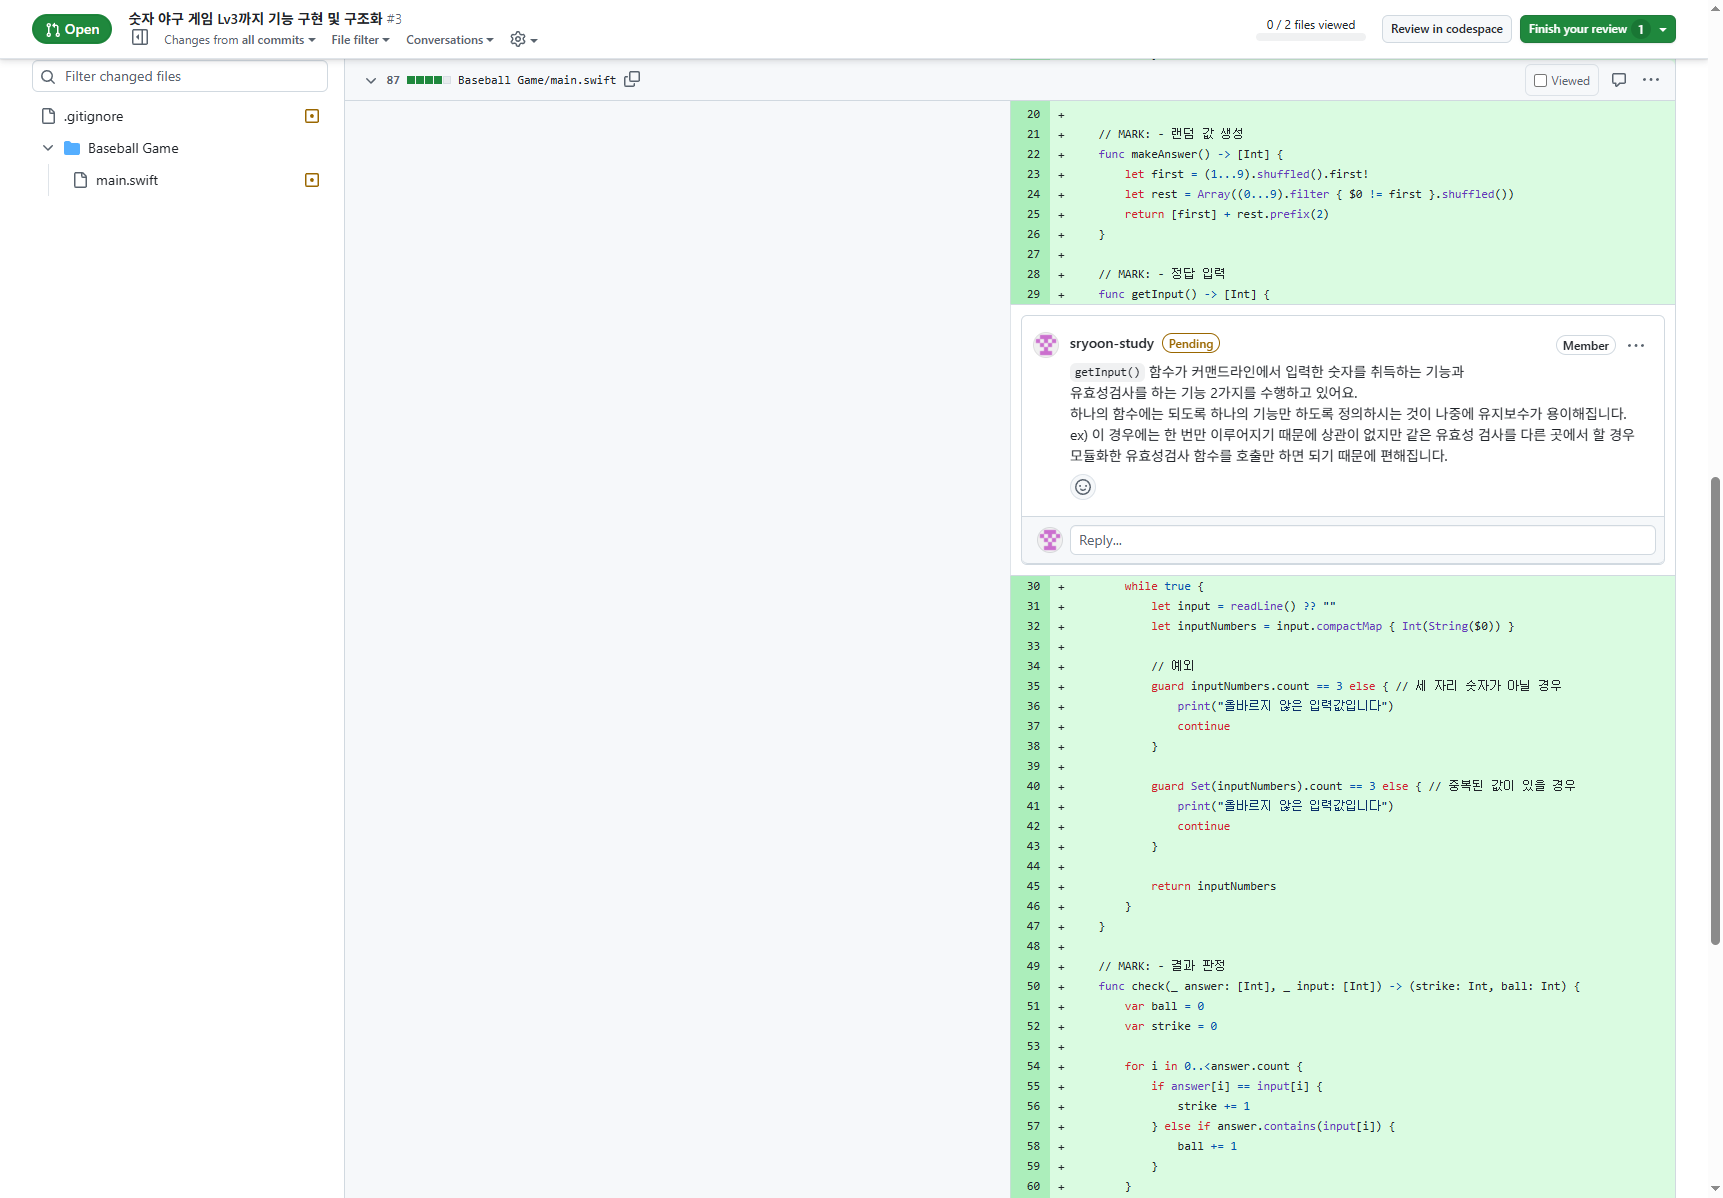 Open
숫자 야구 게임 Lv3까지 기능 구현 및 구조화 #3
Changes from all commits File filter Conversations
0 / 2 files viewed
Review in codespace
Finish your review 1
Filter changed files
.gitignore
Baseball Game
main.swift
87 Baseball Game/main.swift
Viewed
20 +
21 + // MARK: - 랜덤 값 생성
22 + func makeAnswer() -> [Int] {
23 + let first = (1...9).shuffled().first!
24 + let rest = Array((0...9).filter { $0 != first }.shuffled())
25 + return [first] + rest.prefix(2)
26 + }
27 +
28 + // MARK: - 정답 입력
29 + func getInput() -> [Int] {
sryoon-study Pending Member
getInput() 함수가 커맨드라인에서 입력한 숫자를 취득하는 기능과
유효성검사를 하는 기능 2가지를 수행하고 있어요.
하나의 함수에는 되도록 하나의 기능만 하도록 정의하시는 것이 나중에 유지보수가 용이해집니다.
ex) 이 경우에는 한 번만 이루어지기 때문에 상관이 없지만 같은 유효성 검사를 다른 곳에서 할 경우
모듈화한 유효성검사 함수를 호출만 하면 되기 때문에 편해집니다.
Reply...
30 + while true {
31 + let input = readLine() ?? ""
32 + let inputNumbers = input.compactMap { Int(String($0)) }
33 +
34 + // 예외
35 + guard inputNumbers.count == 3 else { // 세 자리 숫자가 아닐 경우
36 + print("올바르지 않은 입력값입니다")
37 + continue
38 + }
39 +
40 + guard Set(inputNumbers).count == 3 else { // 중복된 값이 있을 경우
41 + print("올바르지 않은 입력값입니다")
42 + continue
43 + }
44 +
45 + return inputNumbers
46 + }
47 + }
48 +
49 + // MARK: - 결과 판정
50 + func check(_ answer: [Int], _ input: [Int]) -> (strike: Int, ball: Int) {
51 + var ball = 0
52 + var strike = 0
53 +
54 + for i in 0..<answer.count {
55 + if answer[i] == input[i] {
56 + strike += 1
57 + } else if answer.contains(input[i]) {
58 + ball += 1
59 + }
60 + }